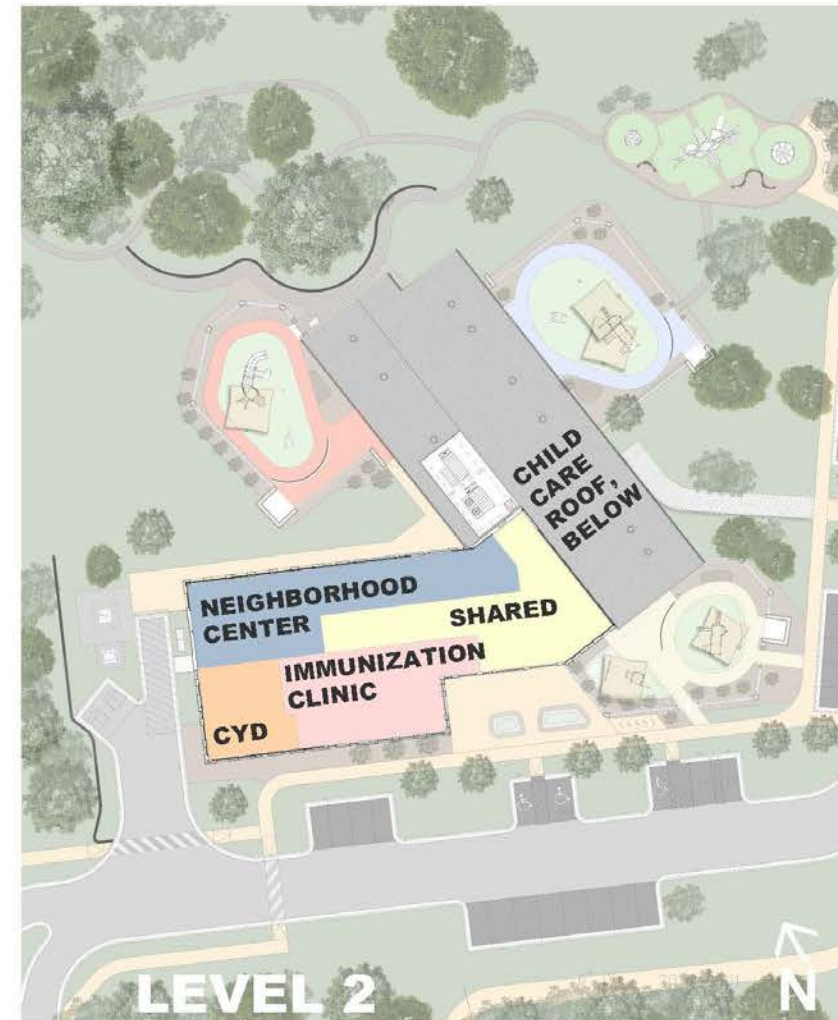 CHILD
CARE
ROOF,
BELOW
NEIGHBORHOOD
CENTER
SHARED
IMMUNIZATION
CLINIC
CYD
LEVEL 2
N